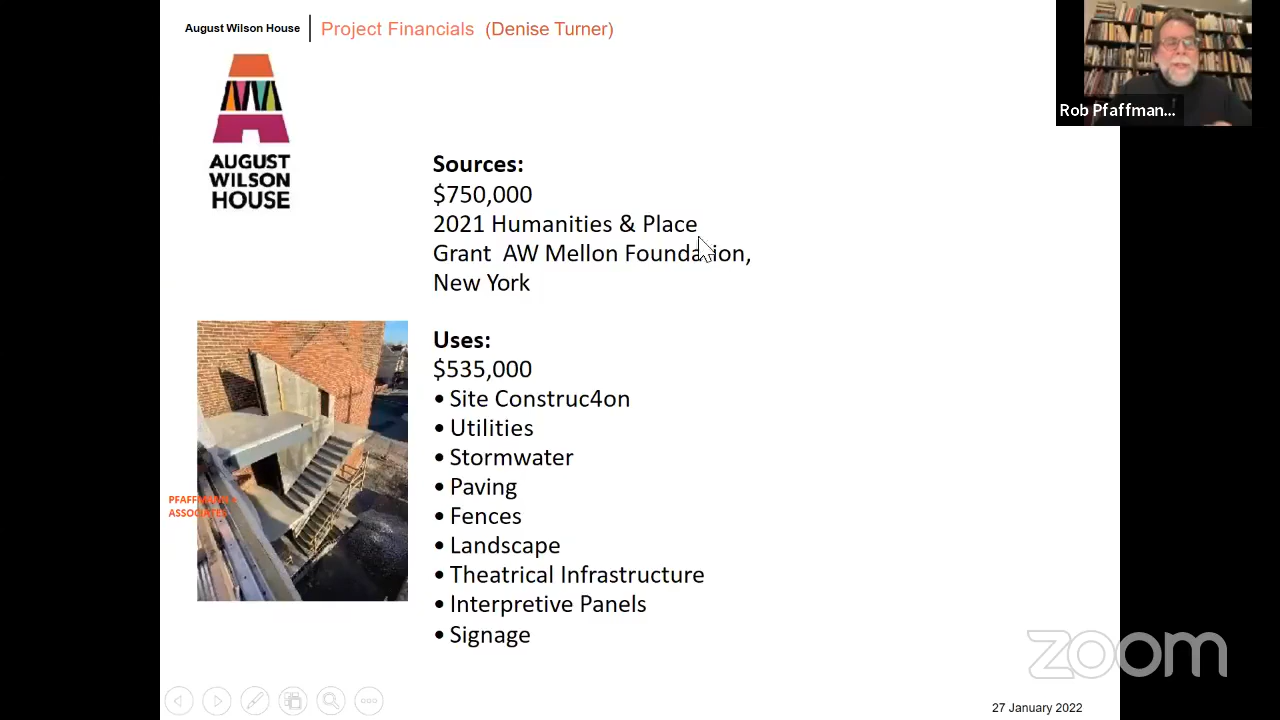 August Wilson House
Project Financials (Denise Turner)
Rob Pfaffman...
AUGUST
WILSON
HOUSE
Sources:
$750,000
2021 Humanities & Place
Grant AW Mellon Foundation,
New York
Uses:
$535,000
• Site Construc4on
• Utilities
• Stormwater
• Paving
• Fences
• Landscape
• Theatrical Infrastructure
• Interpretive Panels
• Signage
PFAFFMANN +
ASSOCIATES
zoom
27 January 2022